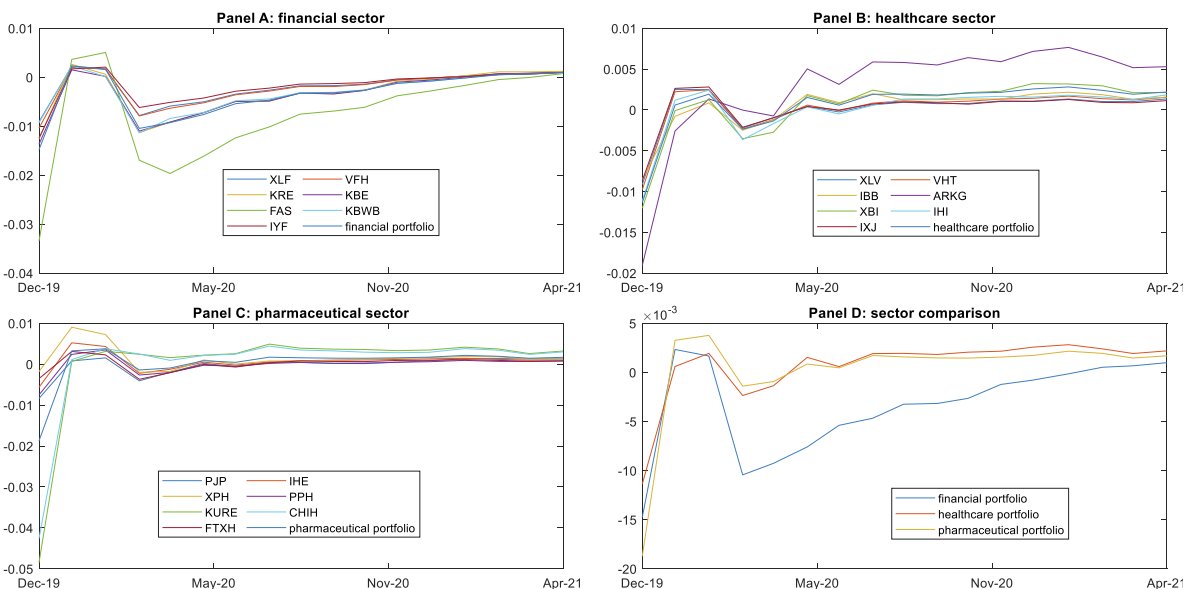 Panel A: financial sector
0.01
0
-0.01
-0.02
-0.03
-0.04
Dec-19 May-20 Nov-20 Apr-21
XLF VFH
KRE KBE
FAS KBWB
IYF financial portfolio
Panel B: healthcare sector
0.01
0.005
0
-0.005
-0.01
-0.015
-0.02
Dec-19 May-20 Nov-20 Apr-21
XLV VHT
IBB ARKG
XBI IHI
IXJ healthcare portfolio
Panel C: pharmaceutical sector
0.01
0
-0.01
-0.02
-0.03
-0.04
-0.05
Dec-19 May-20 Nov-20 Apr-21
PJP IHE
XPH PPH
KURE CHIH
FTXH pharmaceutical portfolio
Panel D: sector comparison
×10⁻³
5
0
-5
-10
-15
-20
Dec-19 May-20 Nov-20 Apr-21
financial portfolio
healthcare portfolio
pharmaceutical portfolio